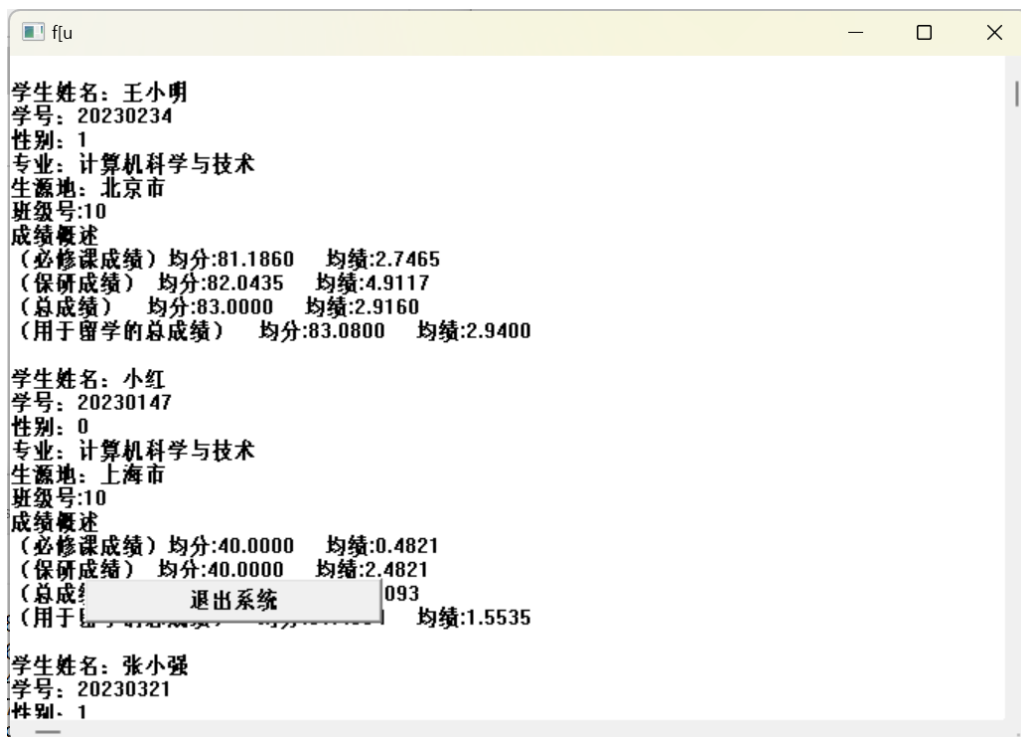 f[u
学生姓名：王小明
学号：20230234
性别：1
专业：计算机科学与技术
生源地：北京市
班级号:10
成绩概述
（必修课成绩）均分:81.1860 均绩:2.7465
（保研成绩） 均分:82.0435 均绩:4.9117
（总成绩） 均分:83.0000 均绩:2.9160
（用于留学的总成绩） 均分:83.0800 均绩:2.9400
学生姓名：小红
学号：20230147
性别：0
专业：计算机科学与技术
生源地：上海市
班级号:10
成绩概述
（必修课成绩）均分:40.0000 均绩:0.4821
（保研成绩） 均分:40.0000 均绩:2.4821
（总成 093
退出系统
（用于 均绩:1.5535
学生姓名：张小强
学号：20230321
性别：1